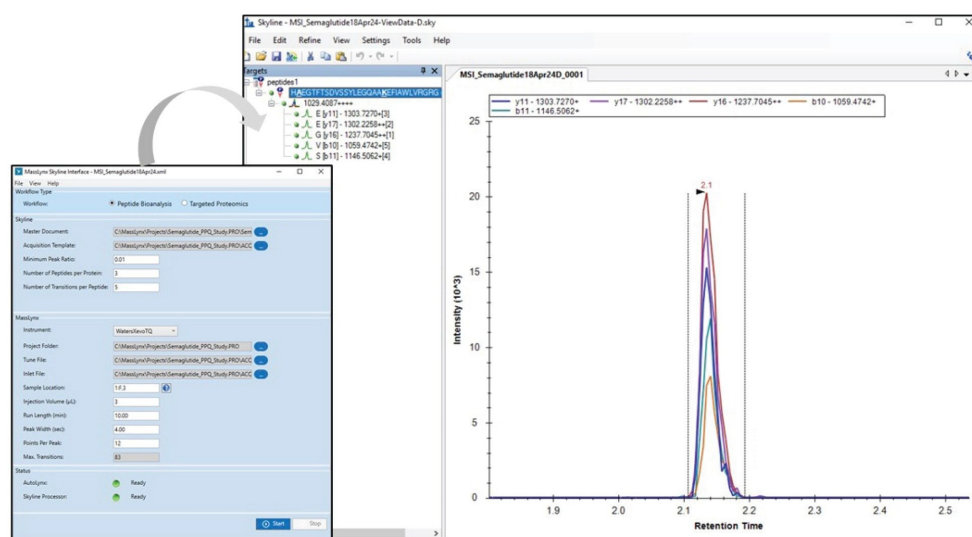 Skyline - MSI_Semaglutide18Apr24-ViewData-D.sky
File Edit Refine View Settings Tools Help
Targets
peptides1
HAEGTFTSDVSSYLEGQAAKEFIAWLVRGRG
1029.4087++++
E [y11] - 1303.7270+[3]
E [y17] - 1302.2258++[2]
G [y16] - 1237.7045++[1]
V [b10] - 1059.4742+[5]
S [b11] - 1146.5062+[4]
MSI_Semaglutide18Apr24D_0001
y11 - 1303.7270+ y17 - 1302.2258++ y16 - 1237.7045++ b10 - 1059.4742+
b11 - 1146.5062+
Intensity (10^3)
25
20
15
10
5
0
2.1
1.9 2.0 2.1 2.2 2.3 2.4 2.5
Retention Time
MassLynx Skyline Interface - MSI_Semaglutide18Apr24.xml
File View Help
Workflow Type
Workflow: Peptide Bioanalysis Targeted Proteomics
Skyline
Master Document: C:\MassLynx\Projects\Semaglutide_PPQ_Study.PRO\Sem ...
Acquisition Template: C:\MassLynx\Projects\Semaglutide_PPQ_Study.PRO\ACC ...
Minimum Peak Ratio: 0.01
Number of Peptides per Protein: 3
Number of Transitions per Peptide: 5
MassLynx
Instrument: WatersXevoTQ
Project Folder: C:\MassLynx\Projects\Semaglutide_PPQ_Study.PRO ...
Tune File: C:\MassLynx\Projects\Semaglutide_PPQ_Study.PRO\ACC ...
Inlet File: C:\MassLynx\Projects\Semaglutide_PPQ_Study.PRO\ACC ...
Sample Location: 1:F,3
Injection Volume (µL): 3
Run Length (min): 10.00
Peak Width (sec): 4.00
Points Per Peak: 12
Max. Transitions: 83
Status
AutoLynx: Ready
Skyline Processor: Ready
Start Stop